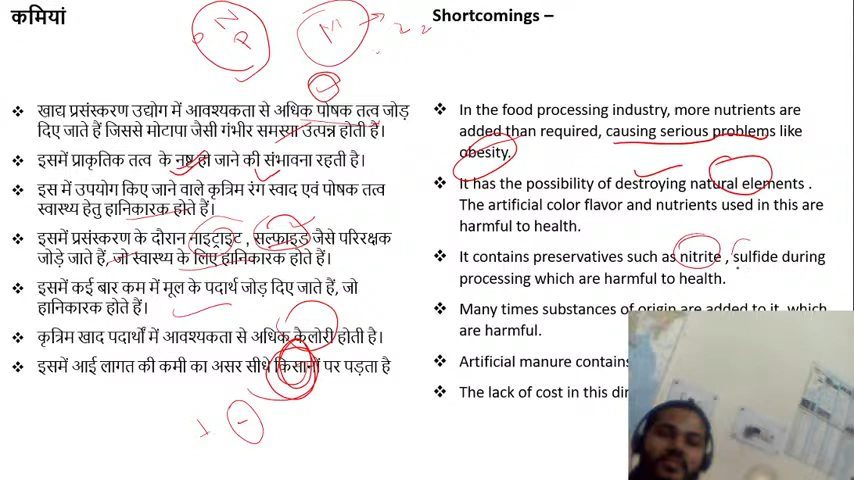 कमियां
O N P
M
खाद्य प्रसंस्करण उद्योग में आवश्यकता से अधिक पोषक तत्व जोड़
दिए जाते हैं जिससे मोटापा जैसी गंभीर समस्या उत्पन्न होती हैं।
इसमें प्राकृतिक तत्व के नष्ट हो जाने की संभावना रहती है।
इस में उपयोग किए जाने वाले कृत्रिम रंग स्वाद एवं पोषक तत्व
स्वास्थ्य हेतु हानिकारक होते हैं।
इसमें प्रसंस्करण के दौरान नाइट्राइट , सल्फाइड जैसे परिरक्षक
जोड़े जाते हैं, जो स्वास्थ्य के लिए हानिकारक होते हैं।
इसमें कई बार कम में मूल के पदार्थ जोड़ दिए जाते हैं, जो
हानिकारक होते हैं।
कृत्रिम खाद पदार्थों में आवश्यकता से अधिक कैलोरी होती है।
इसमें आई लागत की कमी का असर सीधे किसानों पर पड़ता है
Shortcomings –
In the food processing industry, more nutrients are
added than required, causing serious problems like
obesity.
It has the possibility of destroying natural elements .
The artificial color flavor and nutrients used in this are
harmful to health.
It contains preservatives such as nitrite , sulfide during
processing which are harmful to health.
Many times substances of origin are added to it, which
are harmful.
Artificial manure contains
The lack of cost in this